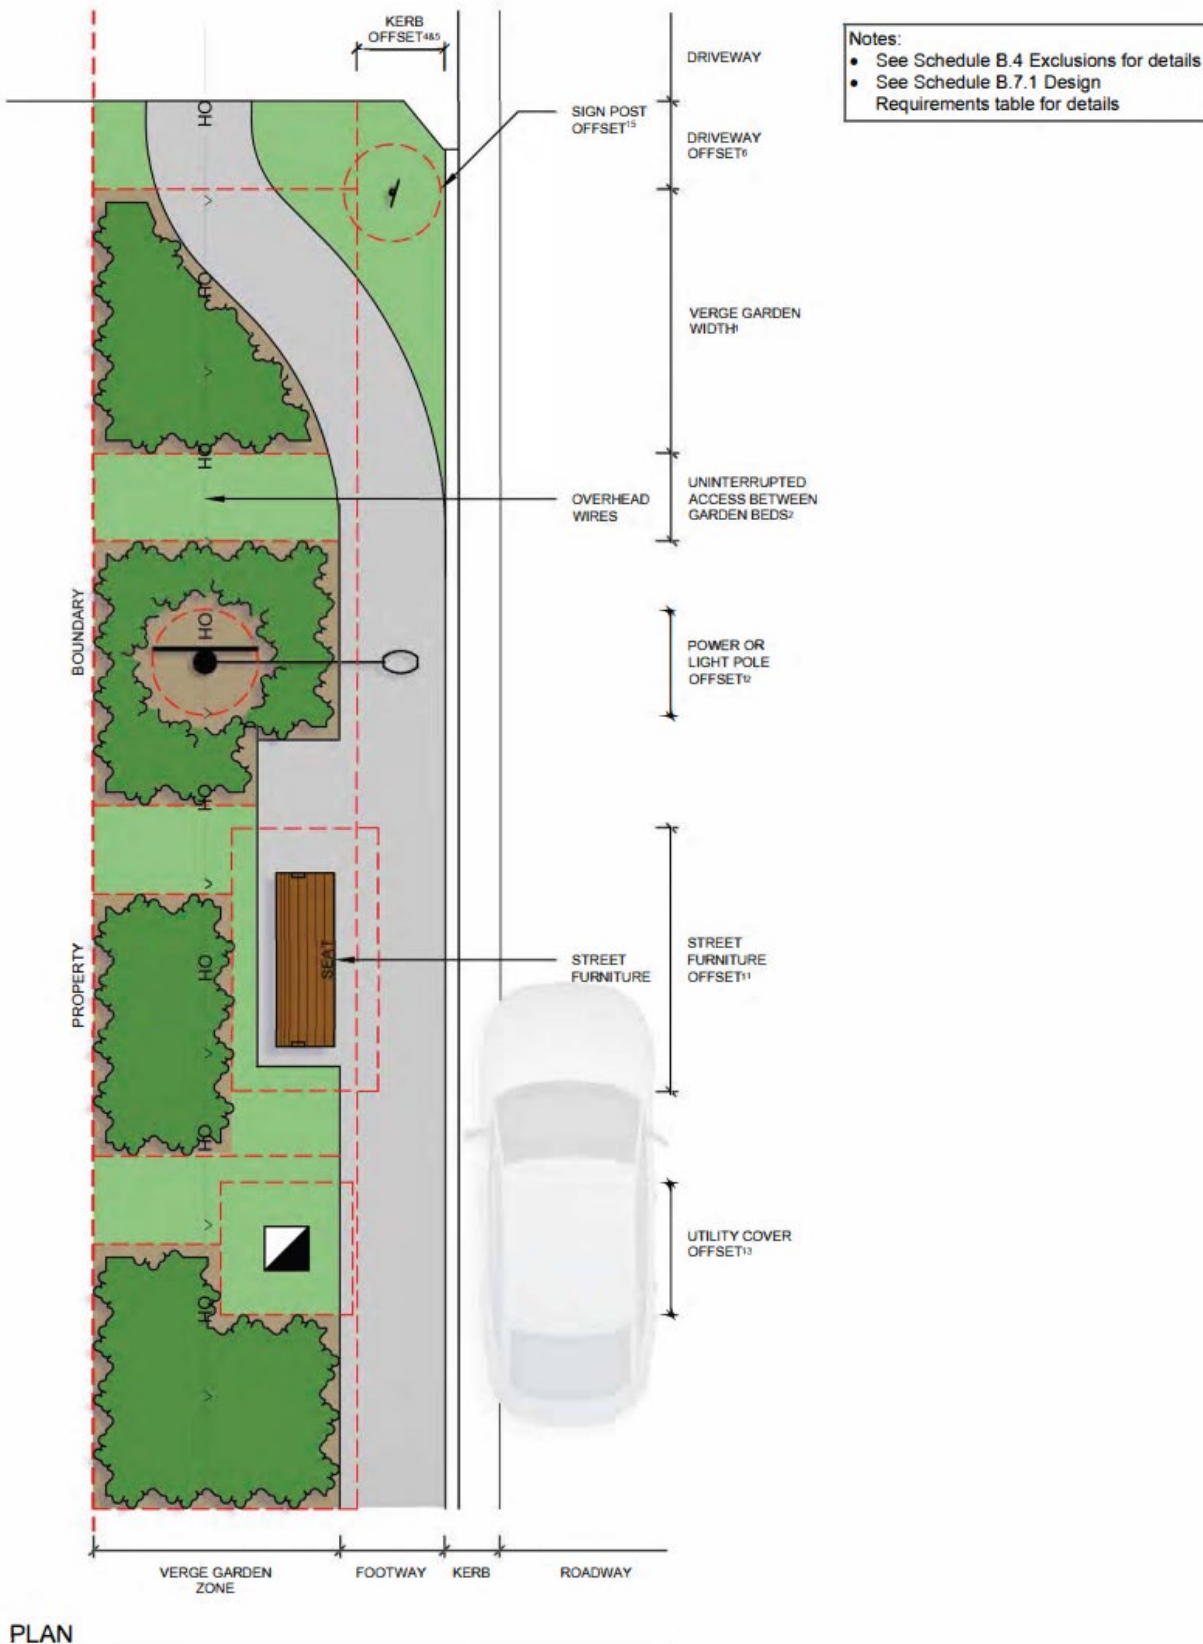 KERB
OFFSET⁴&⁵
Notes:
• See Schedule B.4 Exclusions for details
• See Schedule B.7.1 Design
Requirements table for details
DRIVEWAY
SIGN POST
OFFSET¹⁵
DRIVEWAY
OFFSET⁶
HO
HO
VERGE GARDEN
WIDTH¹
HO
OVERHEAD
WIRES
UNINTERRUPTED
ACCESS BETWEEN
GARDEN BEDS²
HO
BOUNDARY
POWER OR
LIGHT POLE
OFFSET¹²
HO
PROPERTY
HO
SEAT
STREET
FURNITURE
STREET
FURNITURE
OFFSET¹¹
HO
UTILITY COVER
OFFSET¹³
HO
VERGE GARDEN
ZONE
FOOTWAY
KERB
ROADWAY
PLAN